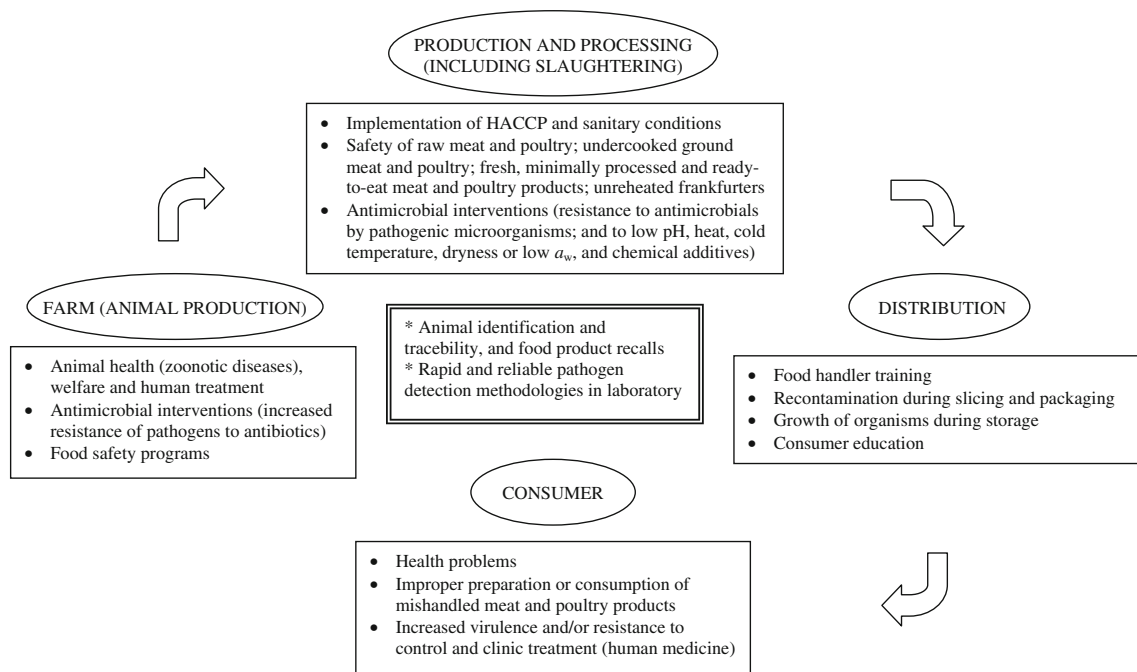 PRODUCTION AND PROCESSING
(INCLUDING SLAUGHTERING)
• Implementation of HACCP and sanitary conditions
• Safety of raw meat and poultry; undercooked ground
meat and poultry; fresh, minimally processed and ready-
to-eat meat and poultry products; unreheated frankfurters
• Antimicrobial interventions (resistance to antimicrobials
by pathogenic microorganisms; and to low pH, heat, cold
temperature, dryness or low aw, and chemical additives)
FARM (ANIMAL PRODUCTION)
• Animal health (zoonotic diseases),
welfare and human treatment
• Antimicrobial interventions (increased
resistance of pathogens to antibiotics)
• Food safety programs
* Animal identification and
tracebility, and food product recalls
* Rapid and reliable pathogen
detection methodologies in laboratory
DISTRIBUTION
• Food handler training
• Recontamination during slicing and packaging
• Growth of organisms during storage
• Consumer education
CONSUMER
• Health problems
• Improper preparation or consumption of
mishandled meat and poultry products
• Increased virulence and/or resistance to
control and clinic treatment (human medicine)